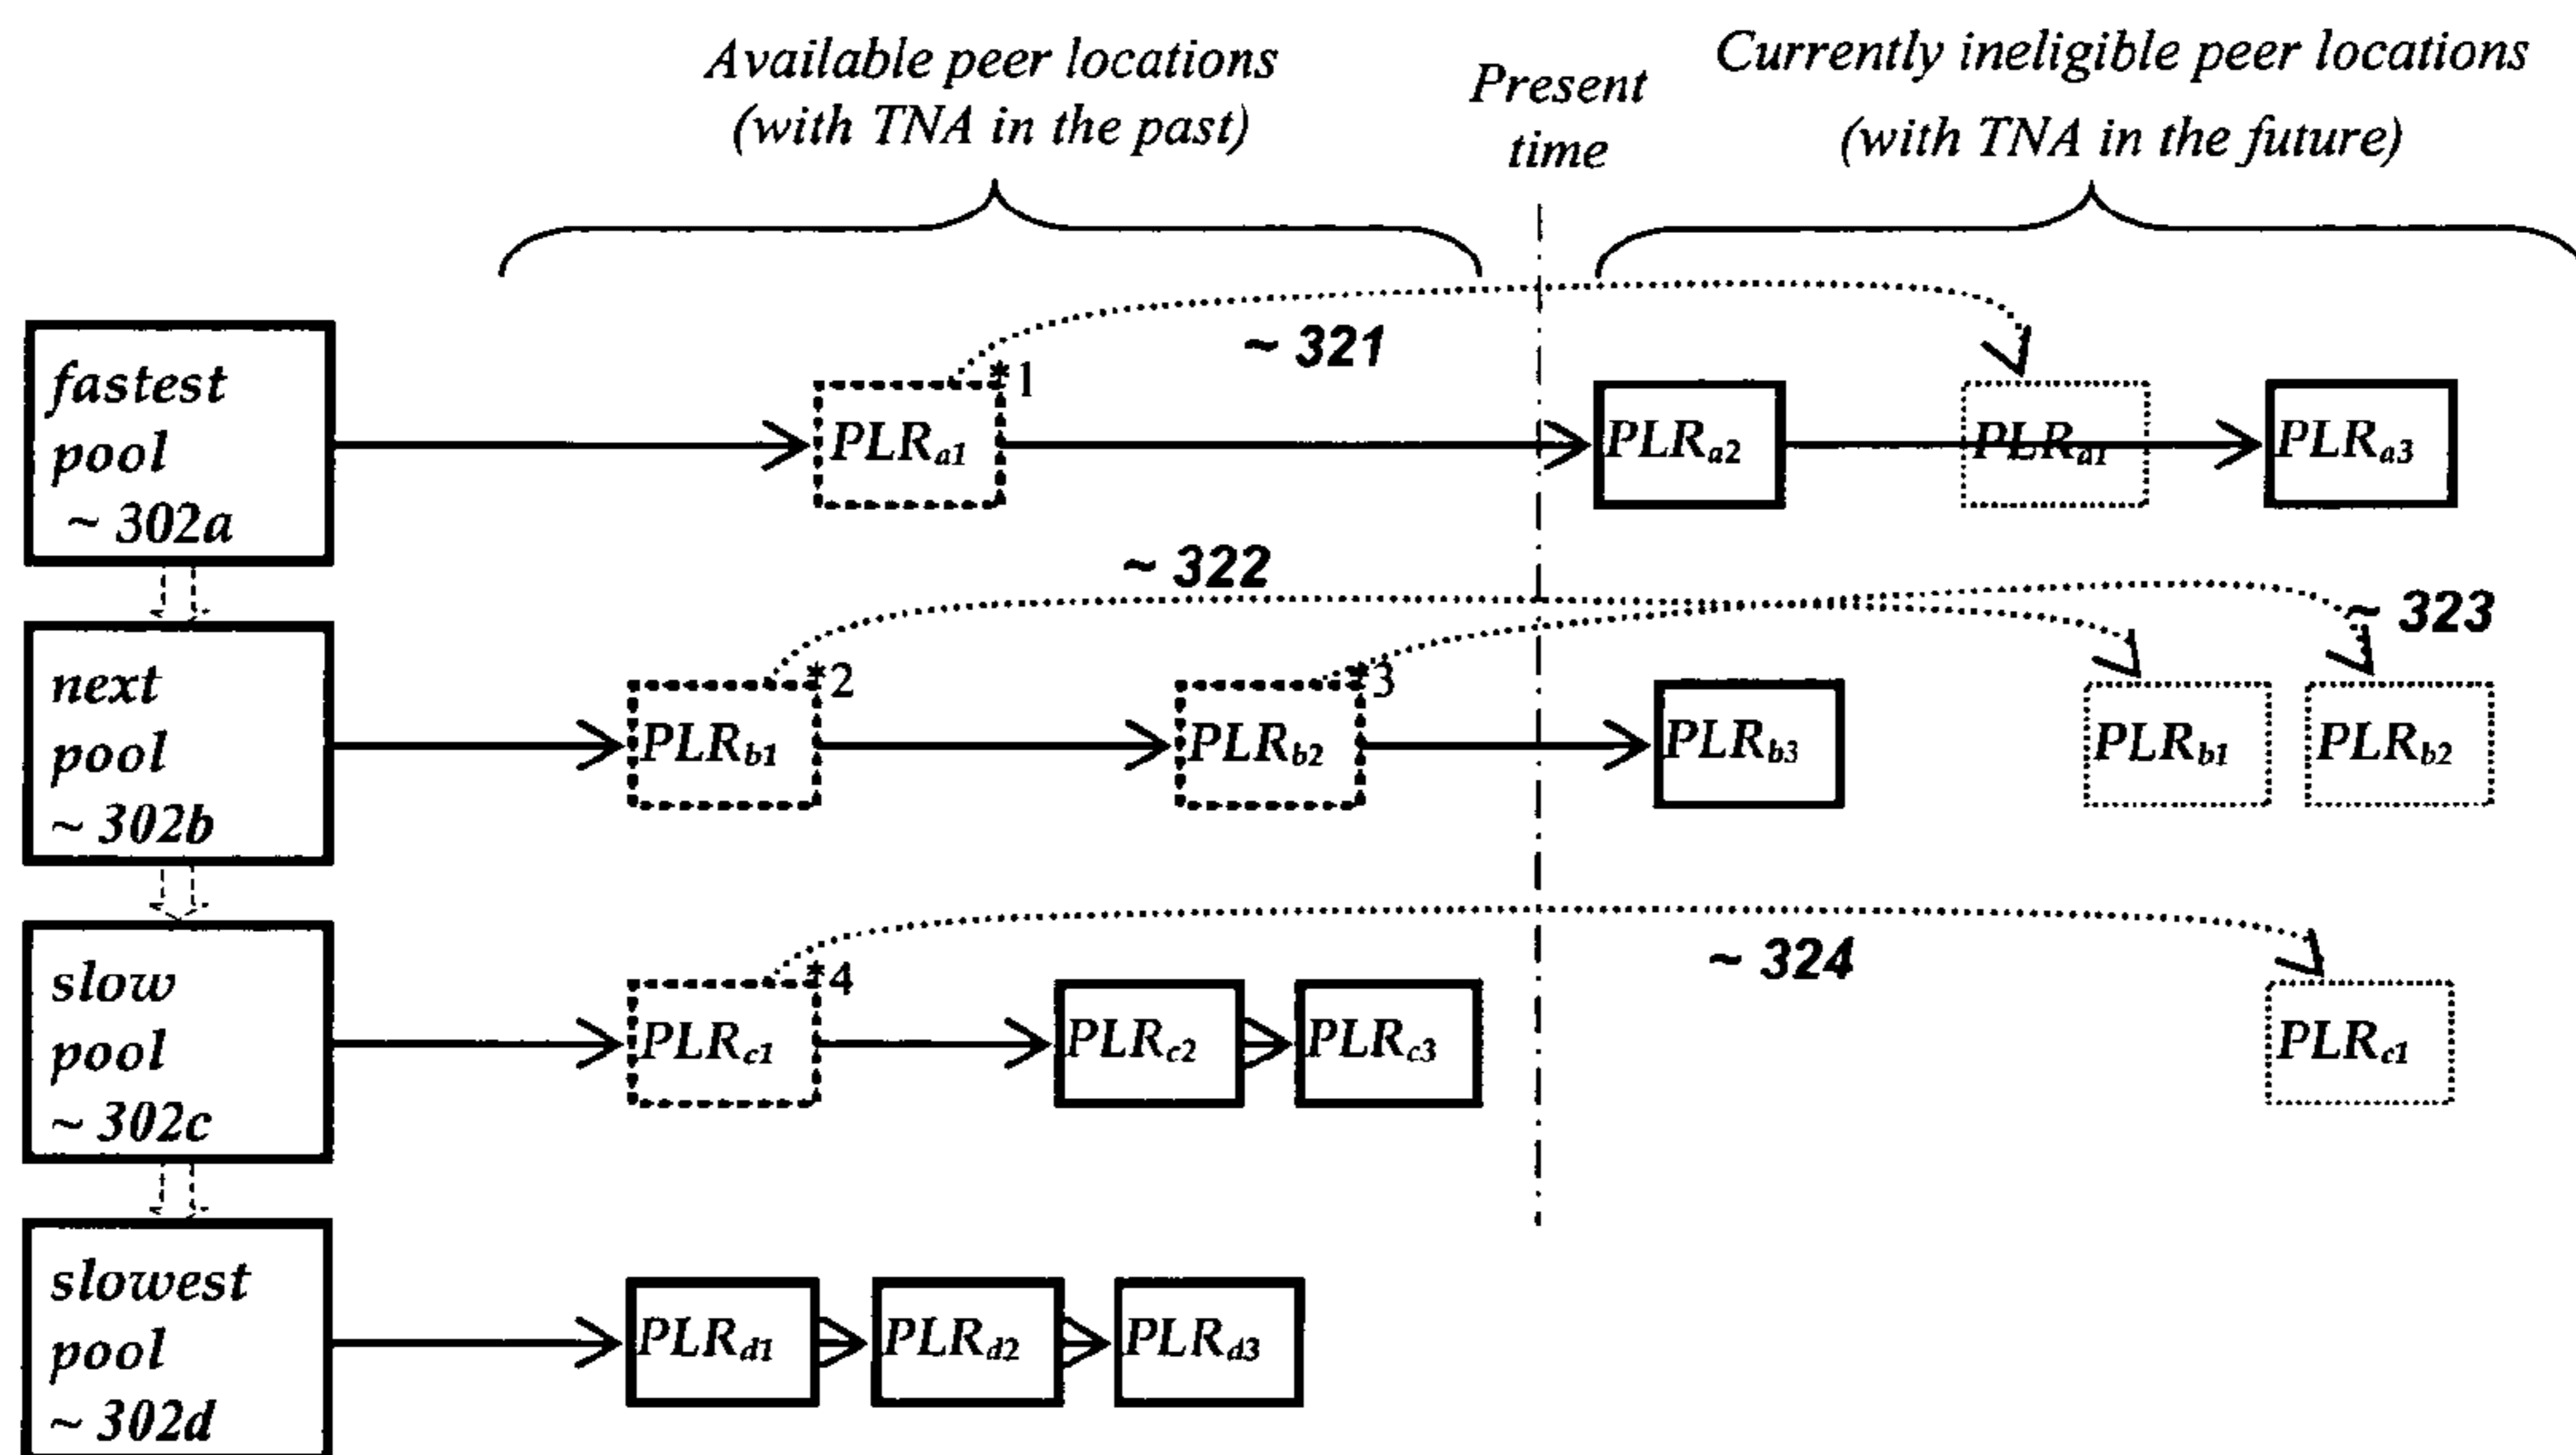 Available peer locations
(with TNA in the past)
Present
time
Currently ineligible peer locations
(with TNA in the future)
fastest
pool
~ 302a
~ 321
*1
PLRa1
PLRa2
PLRa1
PLRa3
next
pool
~ 302b
~ 322
~ 323
*2
PLRb1
*3
PLRb2
PLRb3
PLRb1
PLRb2
slow
pool
~ 302c
~ 324
*4
PLRc1
PLRc2
PLRc3
PLRc1
slowest
pool
~ 302d
PLRd1
PLRd2
PLRd3